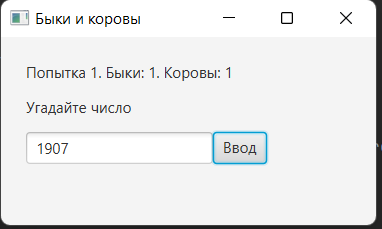 Быки и коровы
Попытка 1. Быки: 1. Коровы: 1
Угадайте число
1907 Ввод